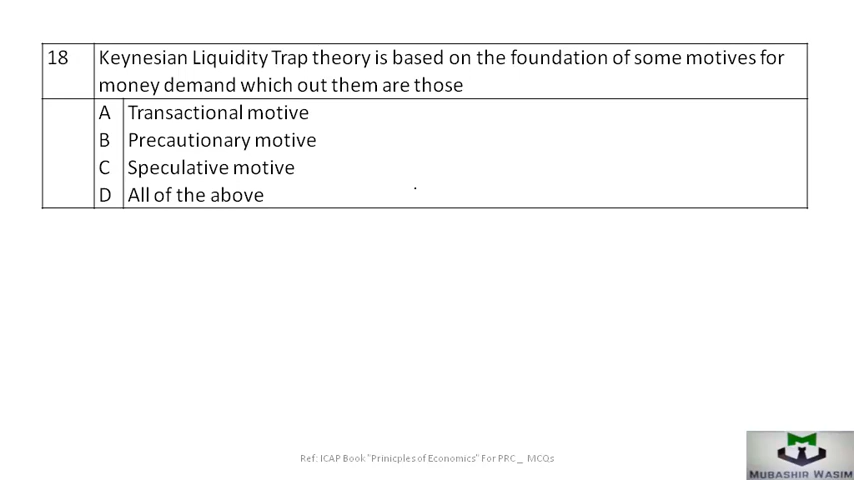 18 Keynesian Liquidity Trap theory is based on the foundation of some motives for
money demand which out them are those
A Transactional motive
B Precautionary motive
C Speculative motive
D All of the above
Ref: ICAP Book "Prinicples of Economics" For PRC_ MCQs
MUBASHIR WASIM